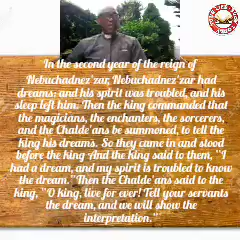 In the second year of the reign of
Nebuchadnez'zar, Nebuchadnez'zar had
dreams; and his spirit was troubled, and his
sleep left him. Then the king commanded that
the magicians, the enchanters, the sorcerers,
and the Chalde'ans be summoned, to tell the
king his dreams. So they came in and stood
before the king And the king said to them, "I
had a dream, and my spirit is troubled to know
the dream." Then the Chalde'ans said to the
king, "O king, live for ever! Tell your servants
the dream, and we will show the
interpretation."